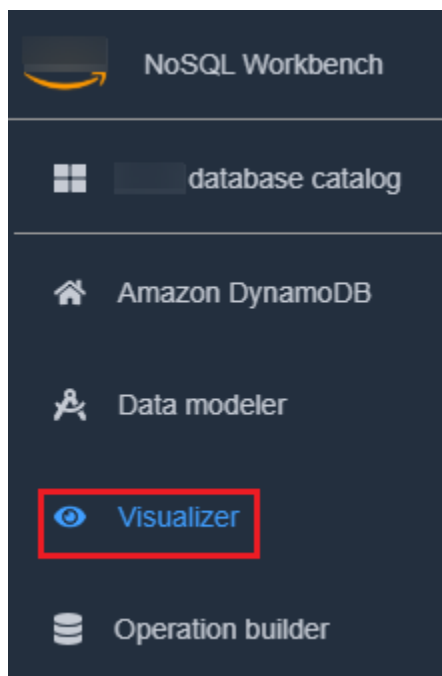 NoSQL Workbench
database catalog
Amazon DynamoDB
Data modeler
Visualizer
Operation builder